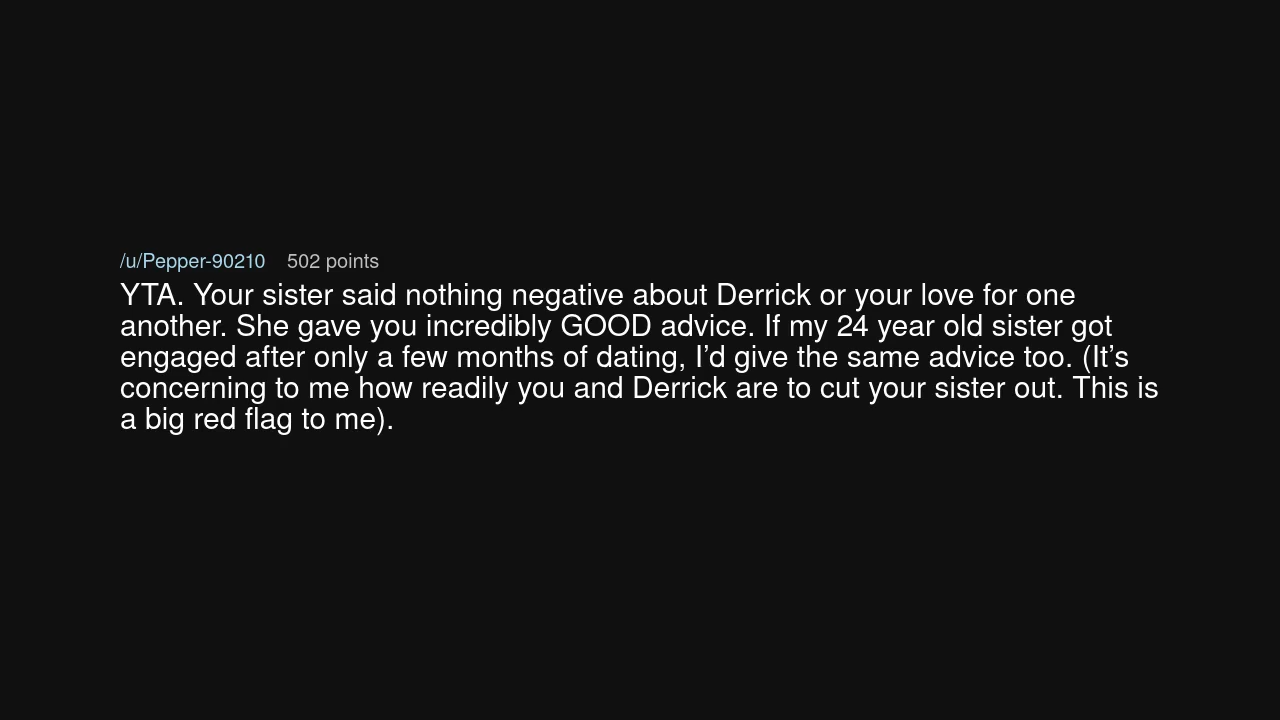 /u/Pepper-90210 502 points
YTA. Your sister said nothing negative about Derrick or your love for one
another. She gave you incredibly GOOD advice. If my 24 year old sister got
engaged after only a few months of dating, I’d give the same advice too. (It’s
concerning to me how readily you and Derrick are to cut your sister out. This is
a big red flag to me).